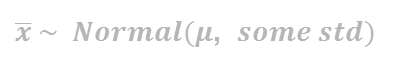 x̅ ~ Normal(μ, some std)